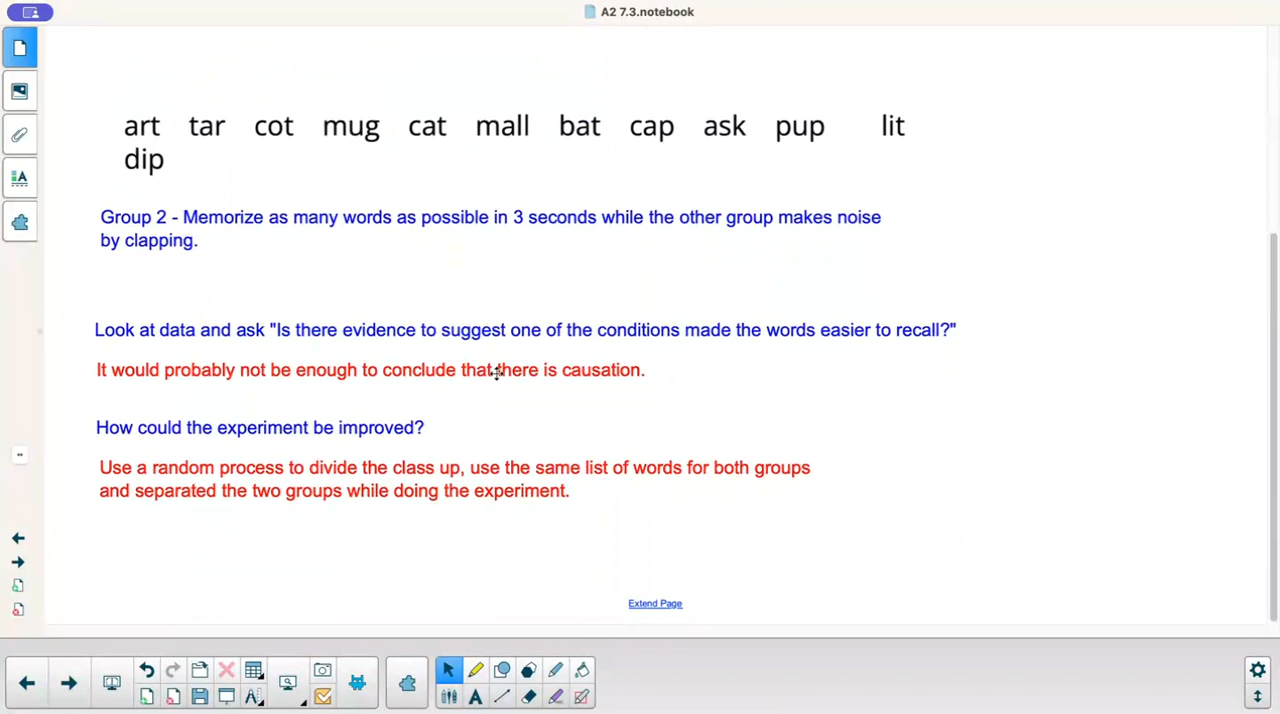 A2 7.3.notebook
art tar cot mug cat mall bat cap ask pup lit
dip
Group 2 - Memorize as many words as possible in 3 seconds while the other group makes noise
by clapping.
Look at data and ask "Is there evidence to suggest one of the conditions made the words easier to recall?"
It would probably not be enough to conclude that there is causation.
How could the experiment be improved?
Use a random process to divide the class up, use the same list of words for both groups
and separated the two groups while doing the experiment.
Extend Page